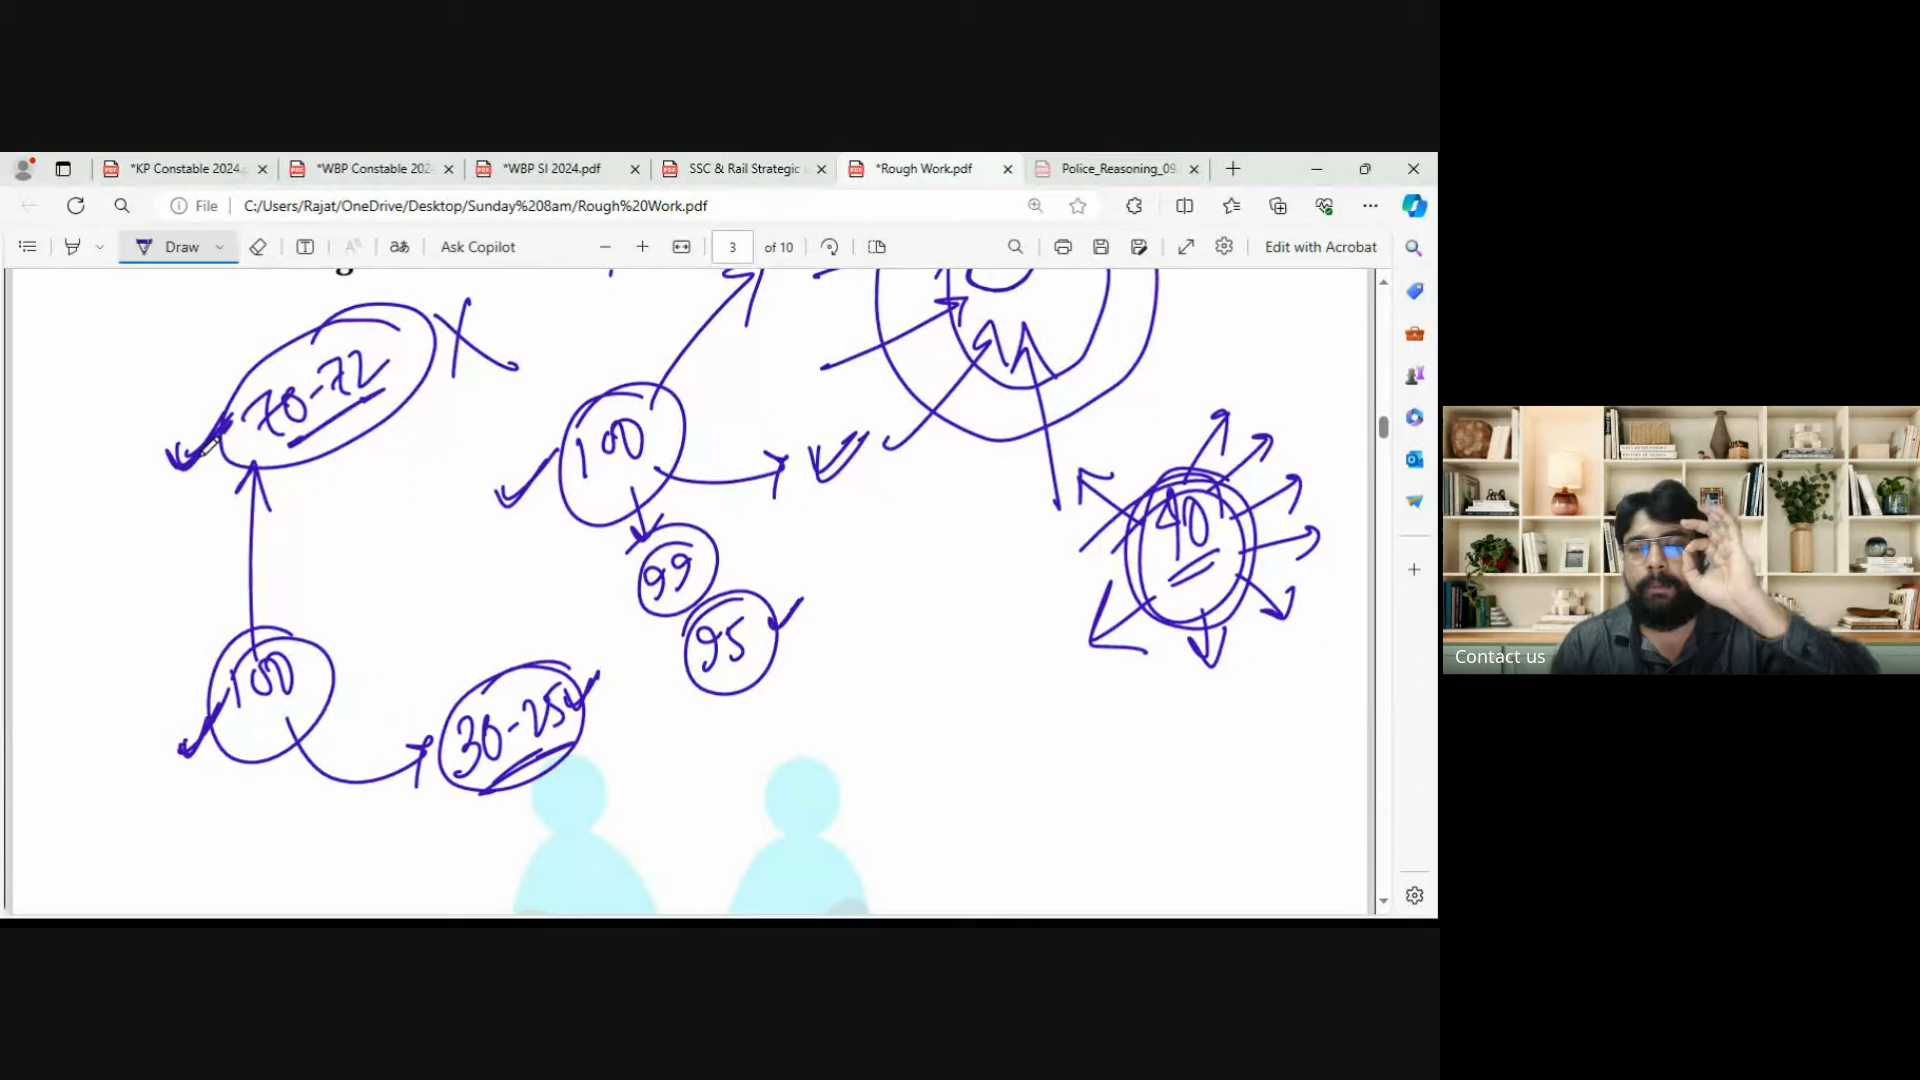 *KP Constable 2024.
*WBP Constable 202
*WBP SI 2024.pdf
SSC & Rail Strategic
*Rough Work.pdf
Police_Reasoning_09.
File
C:/Users/Rajat/OneDrive/Desktop/Sunday%208am/Rough%20Work.pdf
Draw
aあ
Ask Copilot
3
of 10
Edit with Acrobat
70-72
100
40
99
95
100
30-25
Contact us